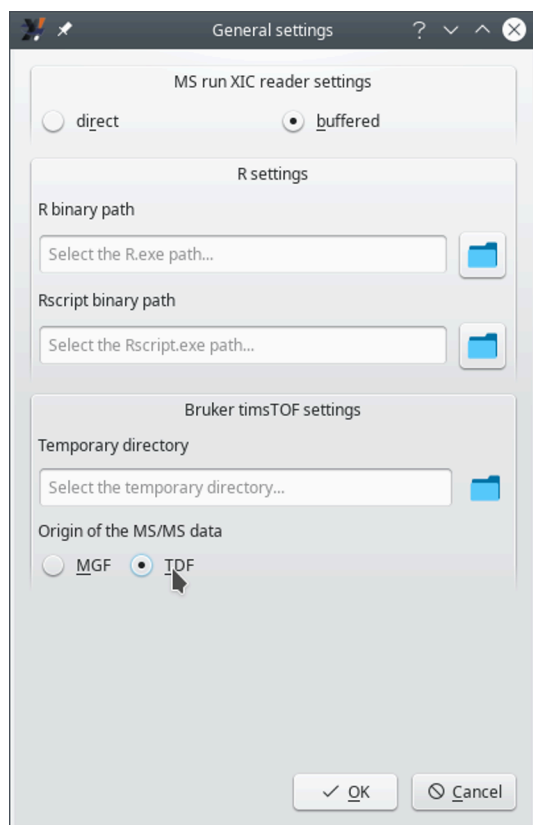 General settings
MS run XIC reader settings
direct buffered
R settings
R binary path
Select the R.exe path...
Rscript binary path
Select the Rscript.exe path...
Bruker timsTOF settings
Temporary directory
Select the temporary directory...
Origin of the MS/MS data
MGF TDF
OK Cancel